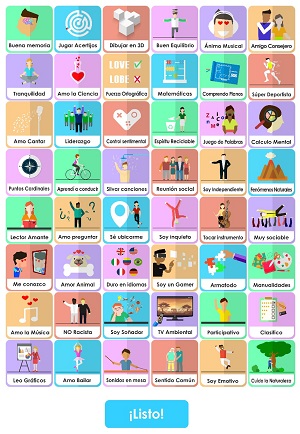 Buena memoria
Jugar Acertijos
Dibujar en 3D
Buen Equilibrio
Ánimo Musical
Amigo Consejero
Tranquilidad
Amo la Ciencia
LOVE
LOBE
Fuerza Ortográfica
Matemáticas
Comprendo Planos
Súper Deportista
Amo Cantar
Liderazgo
Control sentimental
Espíritu Reciclable
Juego de Palabras
Calculo Mental
Puntos Cardinales
Aprendí a conducir
Silvar canciones
Reunión social
Soy Independiente
Fenómenos Naturales
Lector Amante
Amo preguntar
Sé ubicarme
Soy Inquieto
Tocar instrumento
Muy sociable
Me conozco
Amor Animal
Duro en idiomas
Soy un Gamer
Armatodo
Manualidades
Amo la Música
NO Racista
Soy Soñador
TV Ambiental
Participativo
Clasifico
Leo Gráficos
Amo Bailar
Sonidos en mesa
Sentido Común
Soy Emotivo
Cuido la Naturaleza
¡Listo!